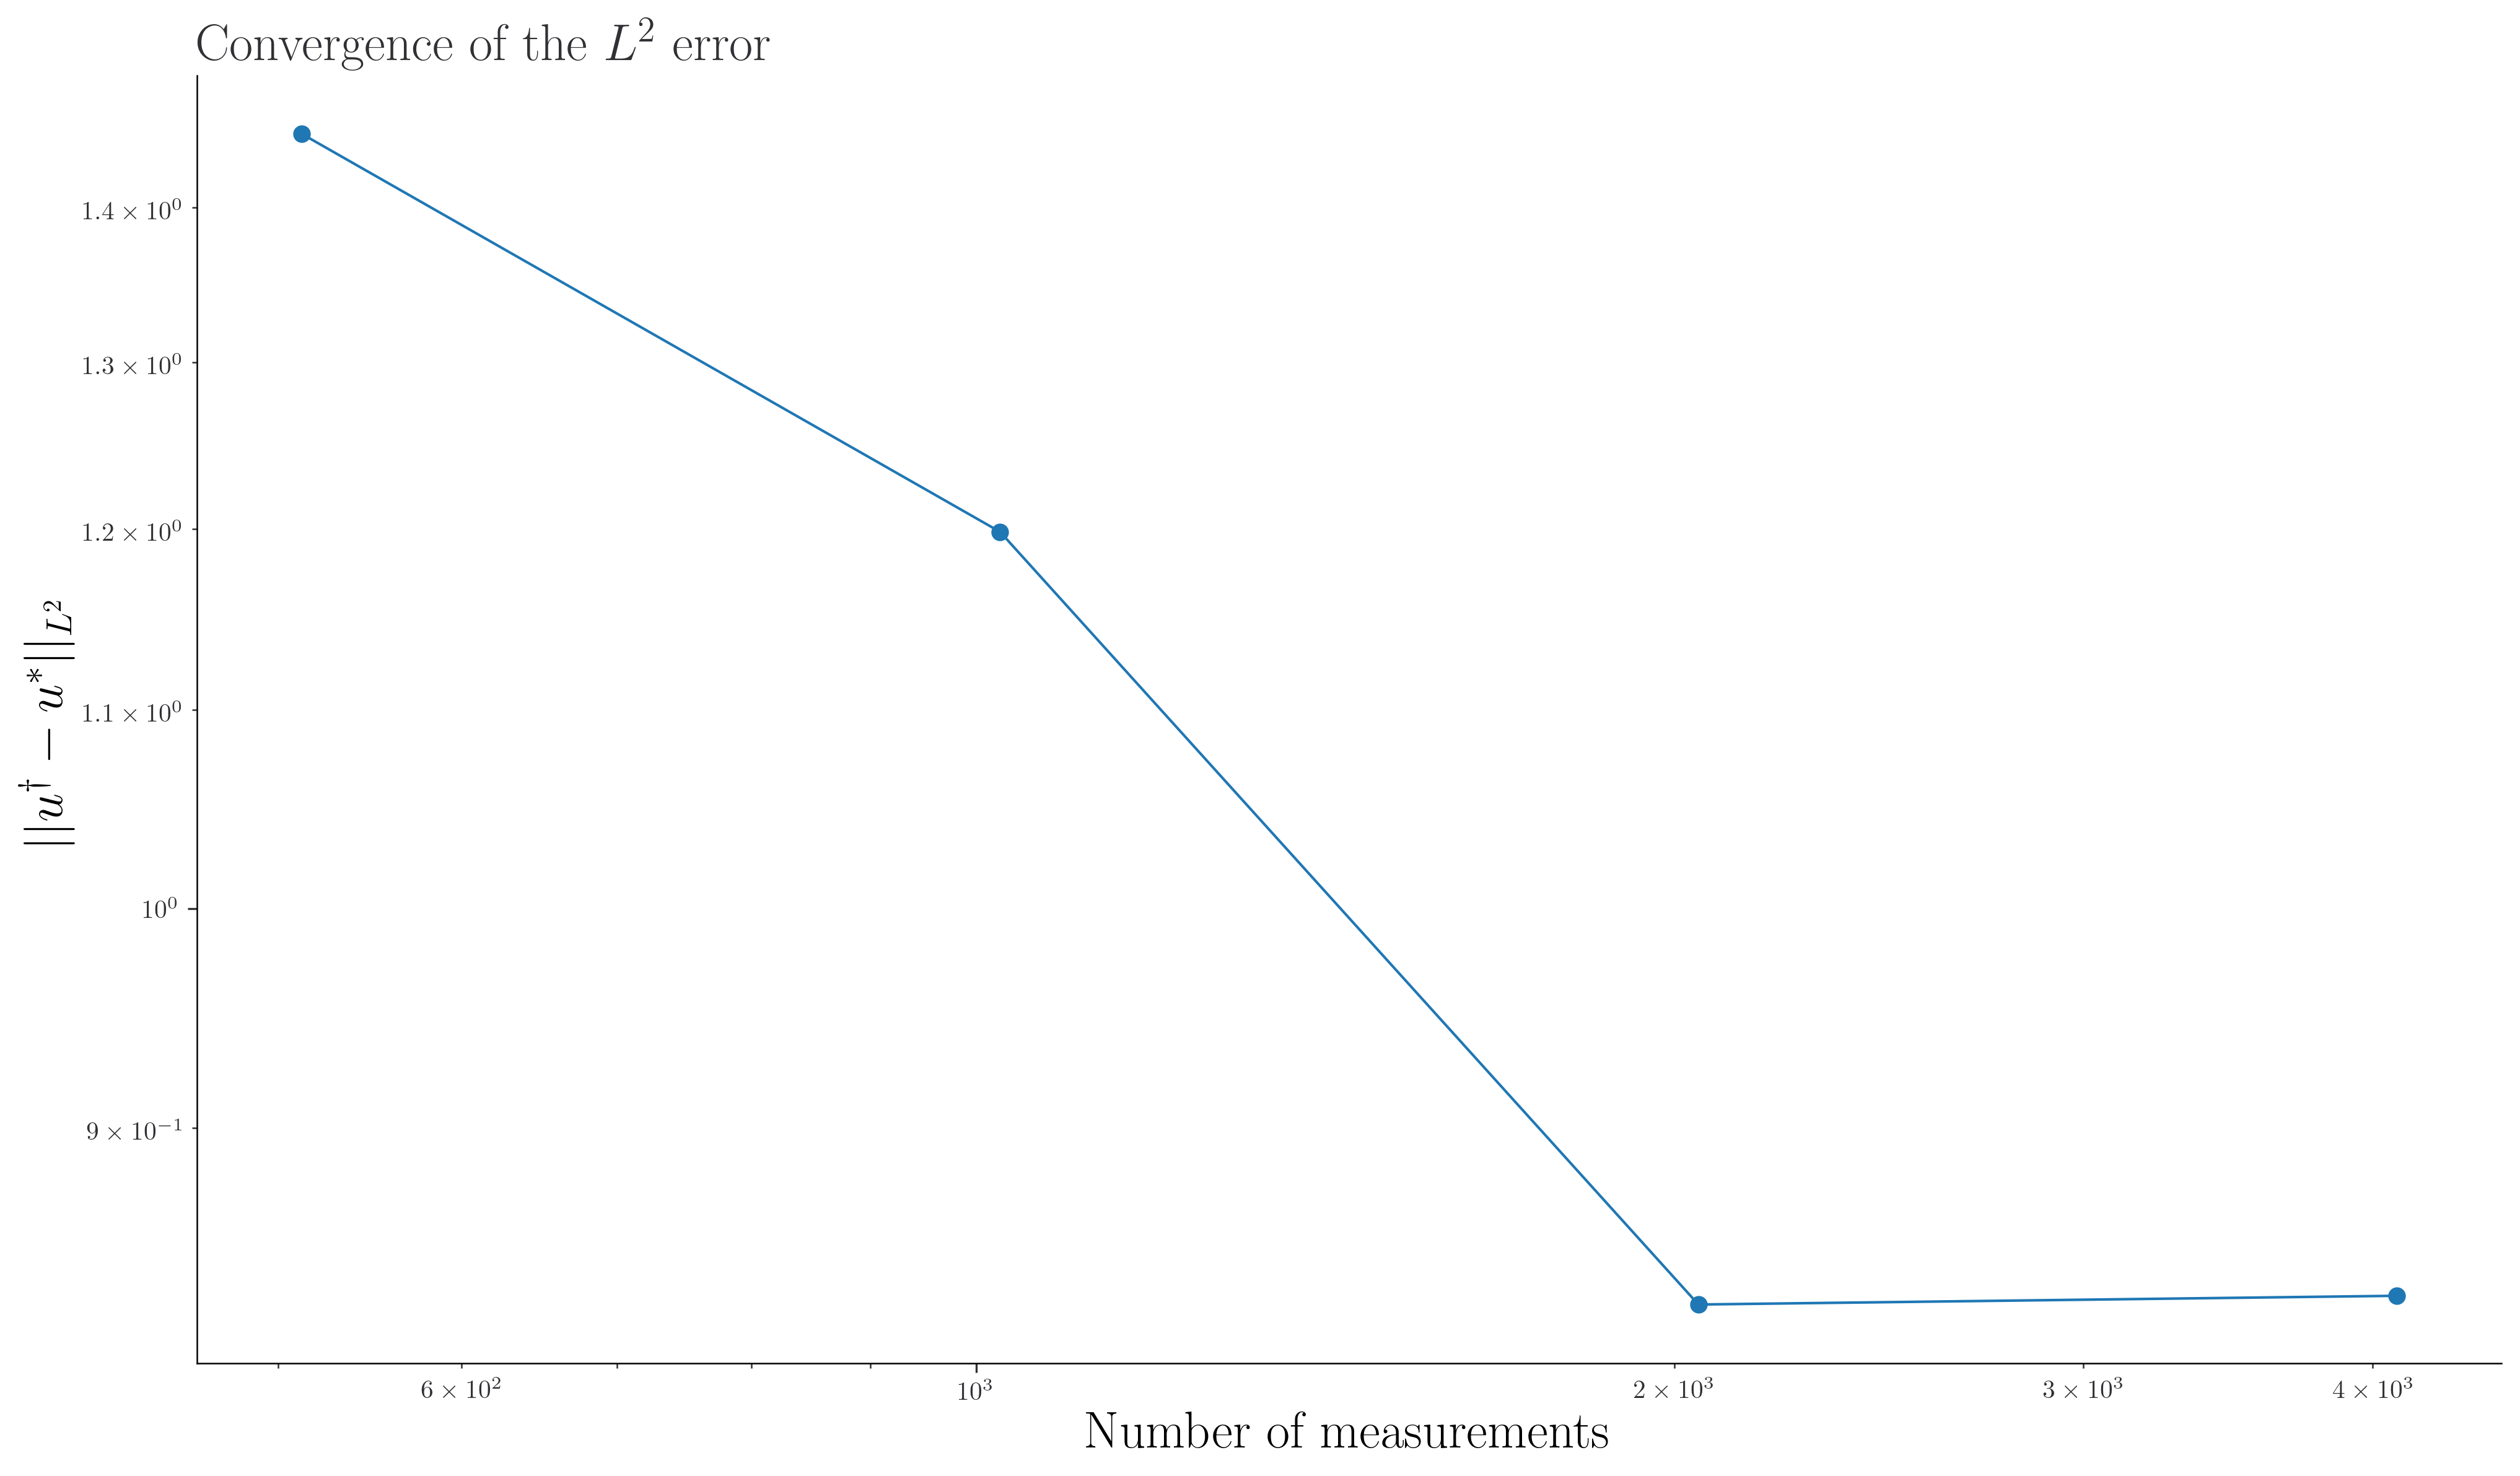 Convergence of the L² error
||u† − u*||_L²
1.4 × 10⁰
1.3 × 10⁰
1.2 × 10⁰
1.1 × 10⁰
10⁰
9 × 10⁻¹
6 × 10² 10³ 2 × 10³ 3 × 10³ 4 × 10³
Number of measurements